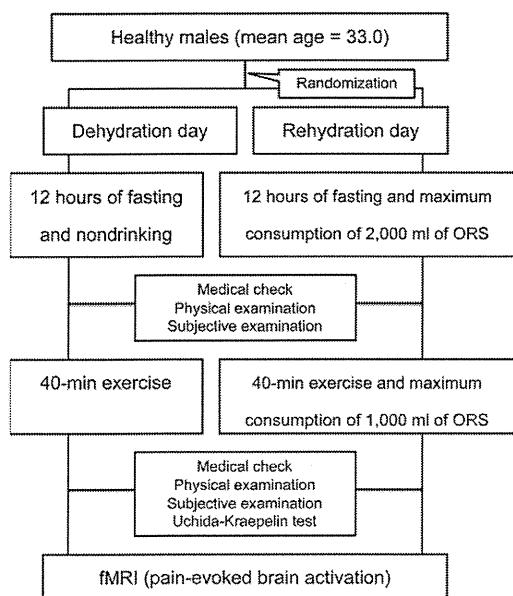 Healthy males (mean age = 33.0)
Randomization
Dehydration day
Rehydration day
12 hours of fasting
and nondrinking
12 hours of fasting and maximum
consumption of 2,000 ml of ORS
Medical check
Physical examination
Subjective examination
40-min exercise
40-min exercise and maximum
consumption of 1,000 ml of ORS
Medical check
Physical examination
Subjective examination
Uchida-Kraepelin test
fMRI (pain-evoked brain activation)